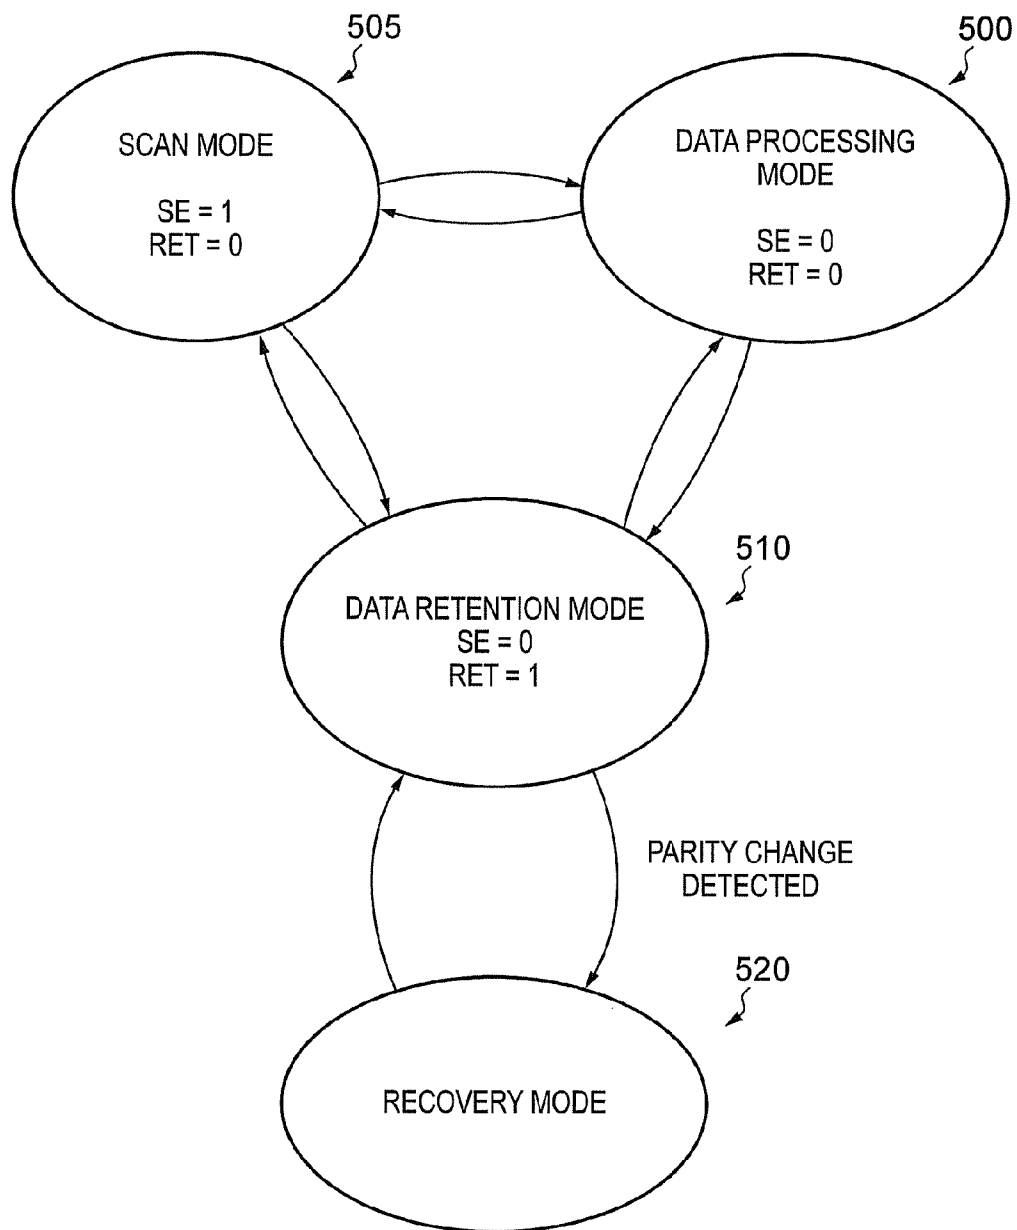 505
SCAN MODE
SE = 1
RET = 0
500
DATA PROCESSING
MODE
SE = 0
RET = 0
510
DATA RETENTION MODE
SE = 0
RET = 1
PARITY CHANGE
DETECTED
520
RECOVERY MODE